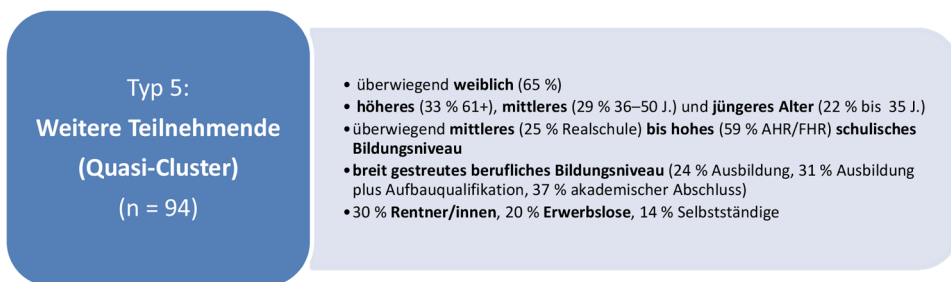 Typ 5:
Weitere Teilnehmende
(Quasi-Cluster)
(n = 94)
• überwiegend weiblich (65 %)
• höheres (33 % 61+), mittleres (29 % 36–50 J.) und jüngeres Alter (22 % bis 35 J.)
• überwiegend mittleres (25 % Realschule) bis hohes (59 % AHR/FHR) schulisches
Bildungsniveau
• breit gestreutes berufliches Bildungsniveau (24 % Ausbildung, 31 % Ausbildung
plus Aufbauqualifikation, 37 % akademischer Abschluss)
• 30 % Rentner/innen, 20 % Erwerbslose, 14 % Selbstständige